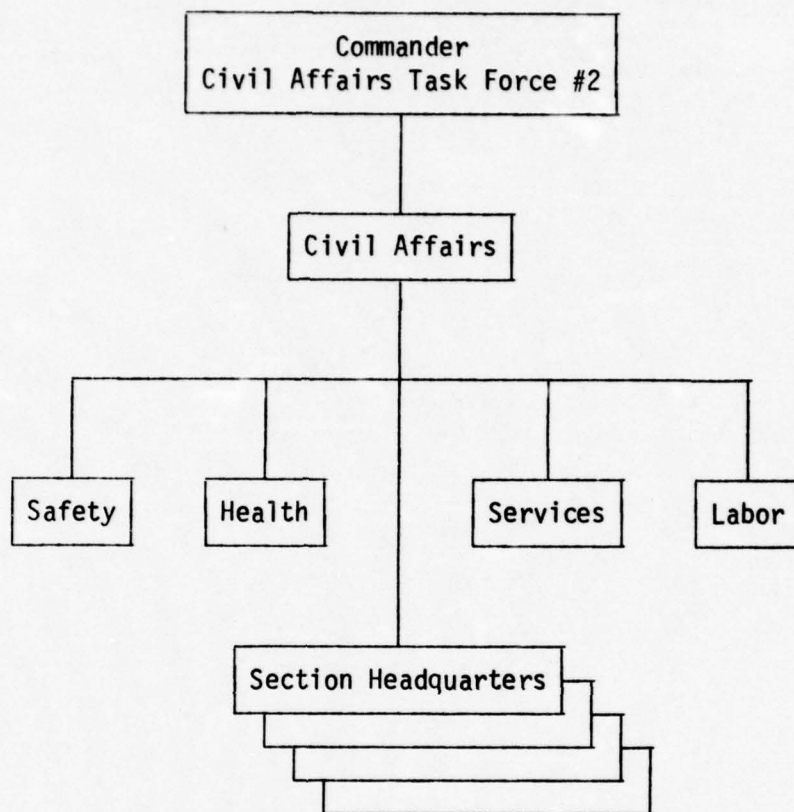 Commander
Civil Affairs Task Force #2
Civil Affairs
Safety
Health
Services
Labor
Section Headquarters